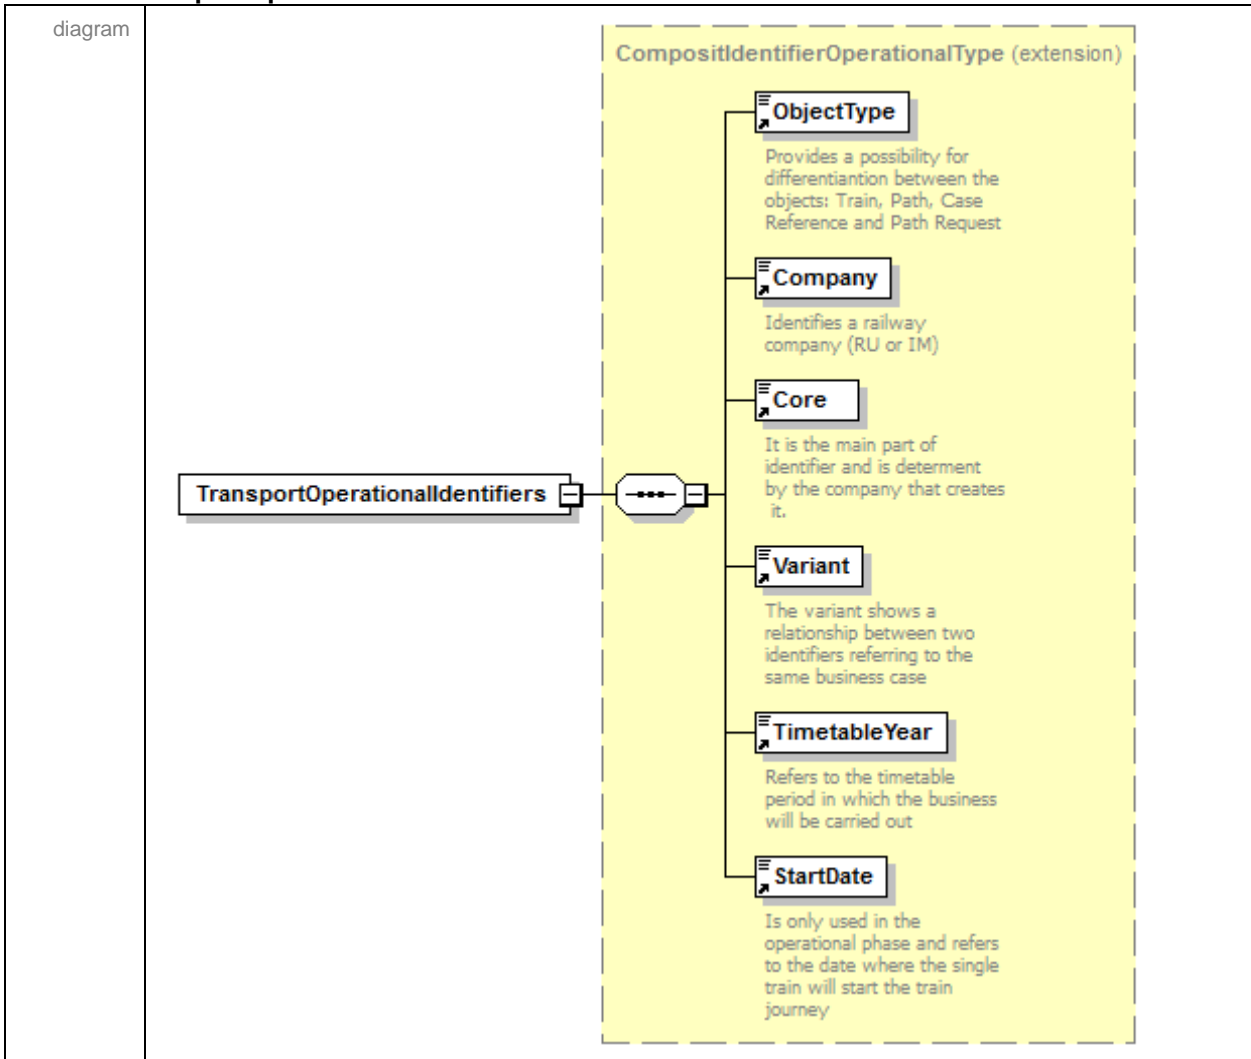 diagram
CompositIdentifierOperationalType (extension)
ObjectType
Provides a possibility for
differentiantion between the
objects: Train, Path, Case
Reference and Path Request
Company
Identifies a railway
company (RU or IM)
Core
It is the main part of
identifier and is determent
by the company that creates
it.
TransportOperationalIdentifiers
Variant
The variant shows a
relationship between two
identifiers referring to the
same business case
TimetableYear
Refers to the timetable
period in which the business
will be carried out
StartDate
Is only used in the
operational phase and refers
to the date where the single
train will start the train
journey